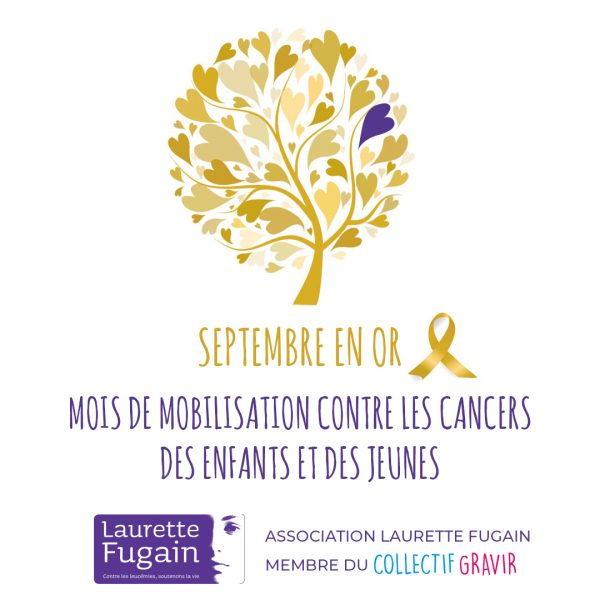 SEPTEMBRE EN OR
MOIS DE MOBILISATION CONTRE LES CANCERS
DES ENFANTS ET DES JEUNES
Laurette
Fugain
Contre les leucémies, soutenons la vie
ASSOCIATION LAURETTE FUGAIN
MEMBRE DU COLLECTIF GRAVIR